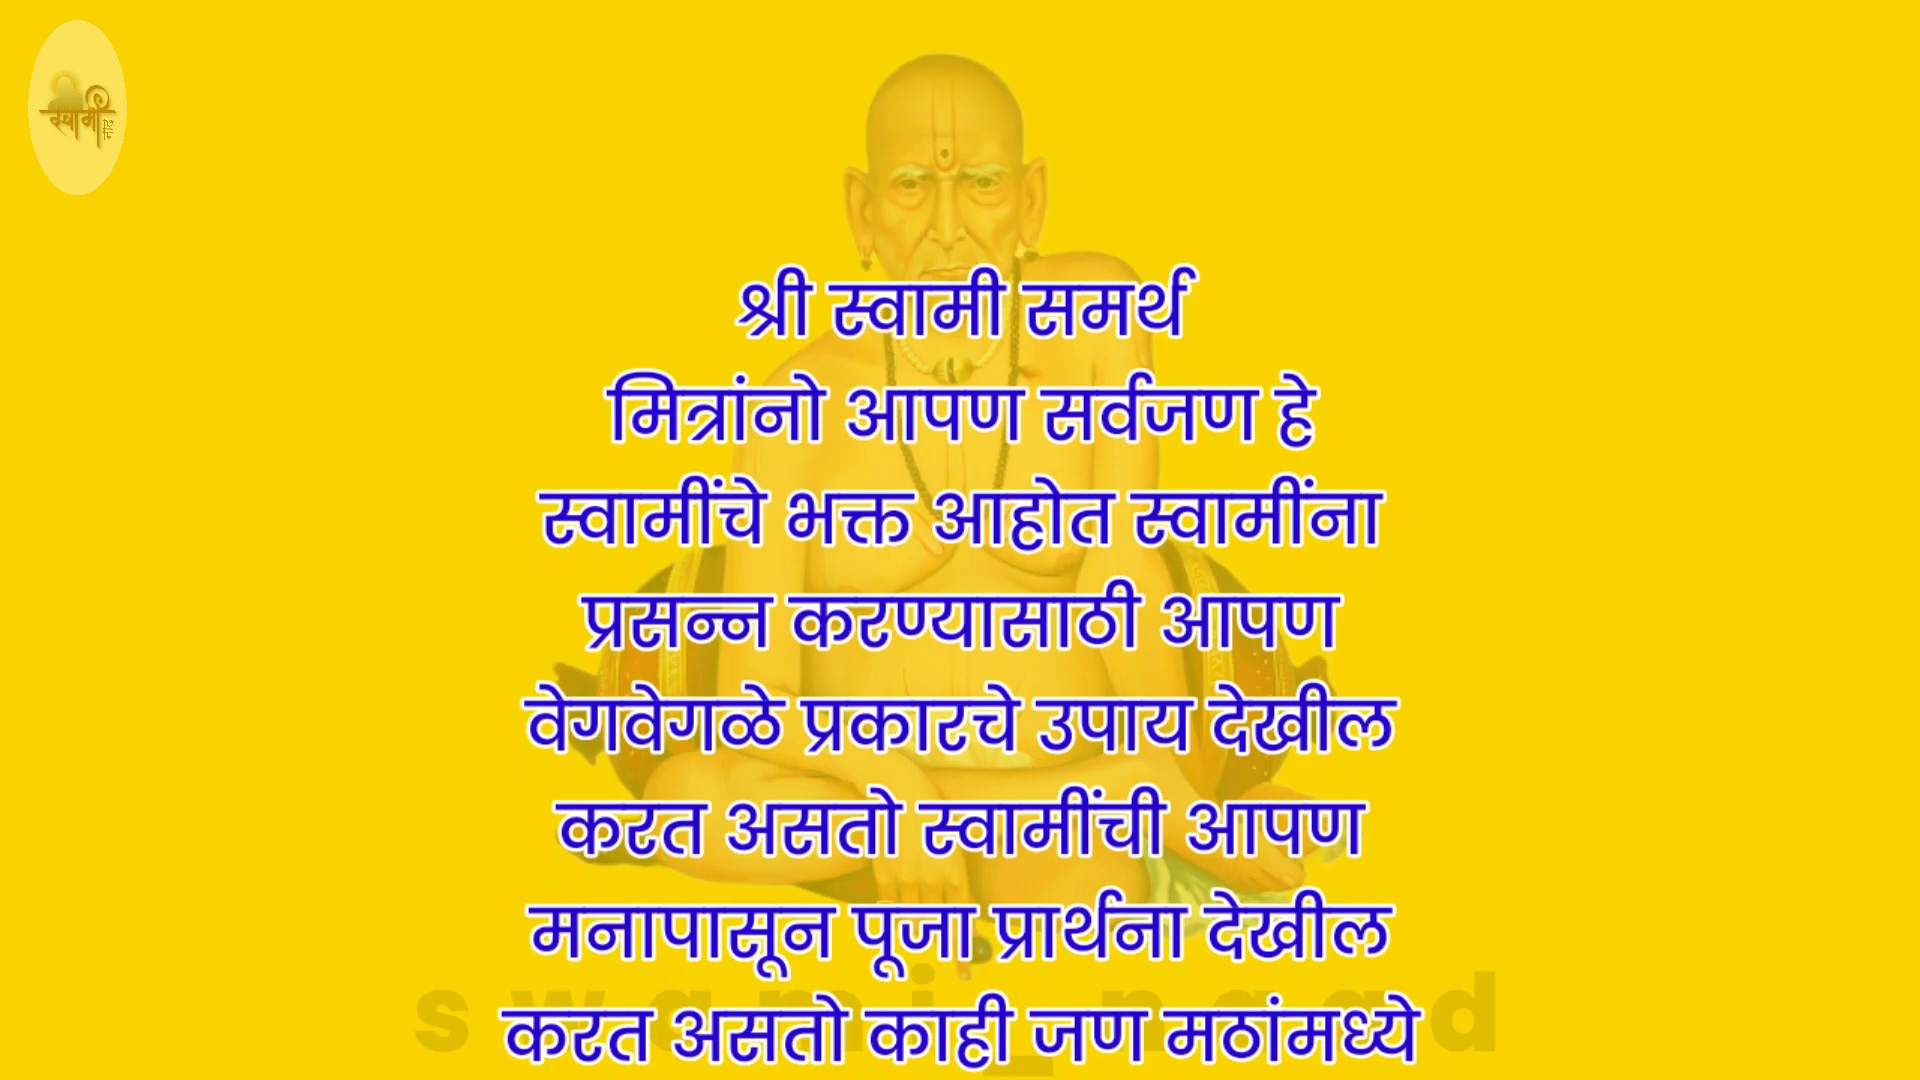 स्वामी नाद
श्री स्वामी समर्थ
मित्रांनो आपण सर्वजण हे
स्वामींचे भक्त आहोत स्वामींना
प्रसन्न करण्यासाठी आपण
वेगवेगळे प्रकारचे उपाय देखील
करत असतो स्वामींची आपण
मनापासून पूजा प्रार्थना देखील
करत असतो काही जण मठांमध्ये
swami_naad